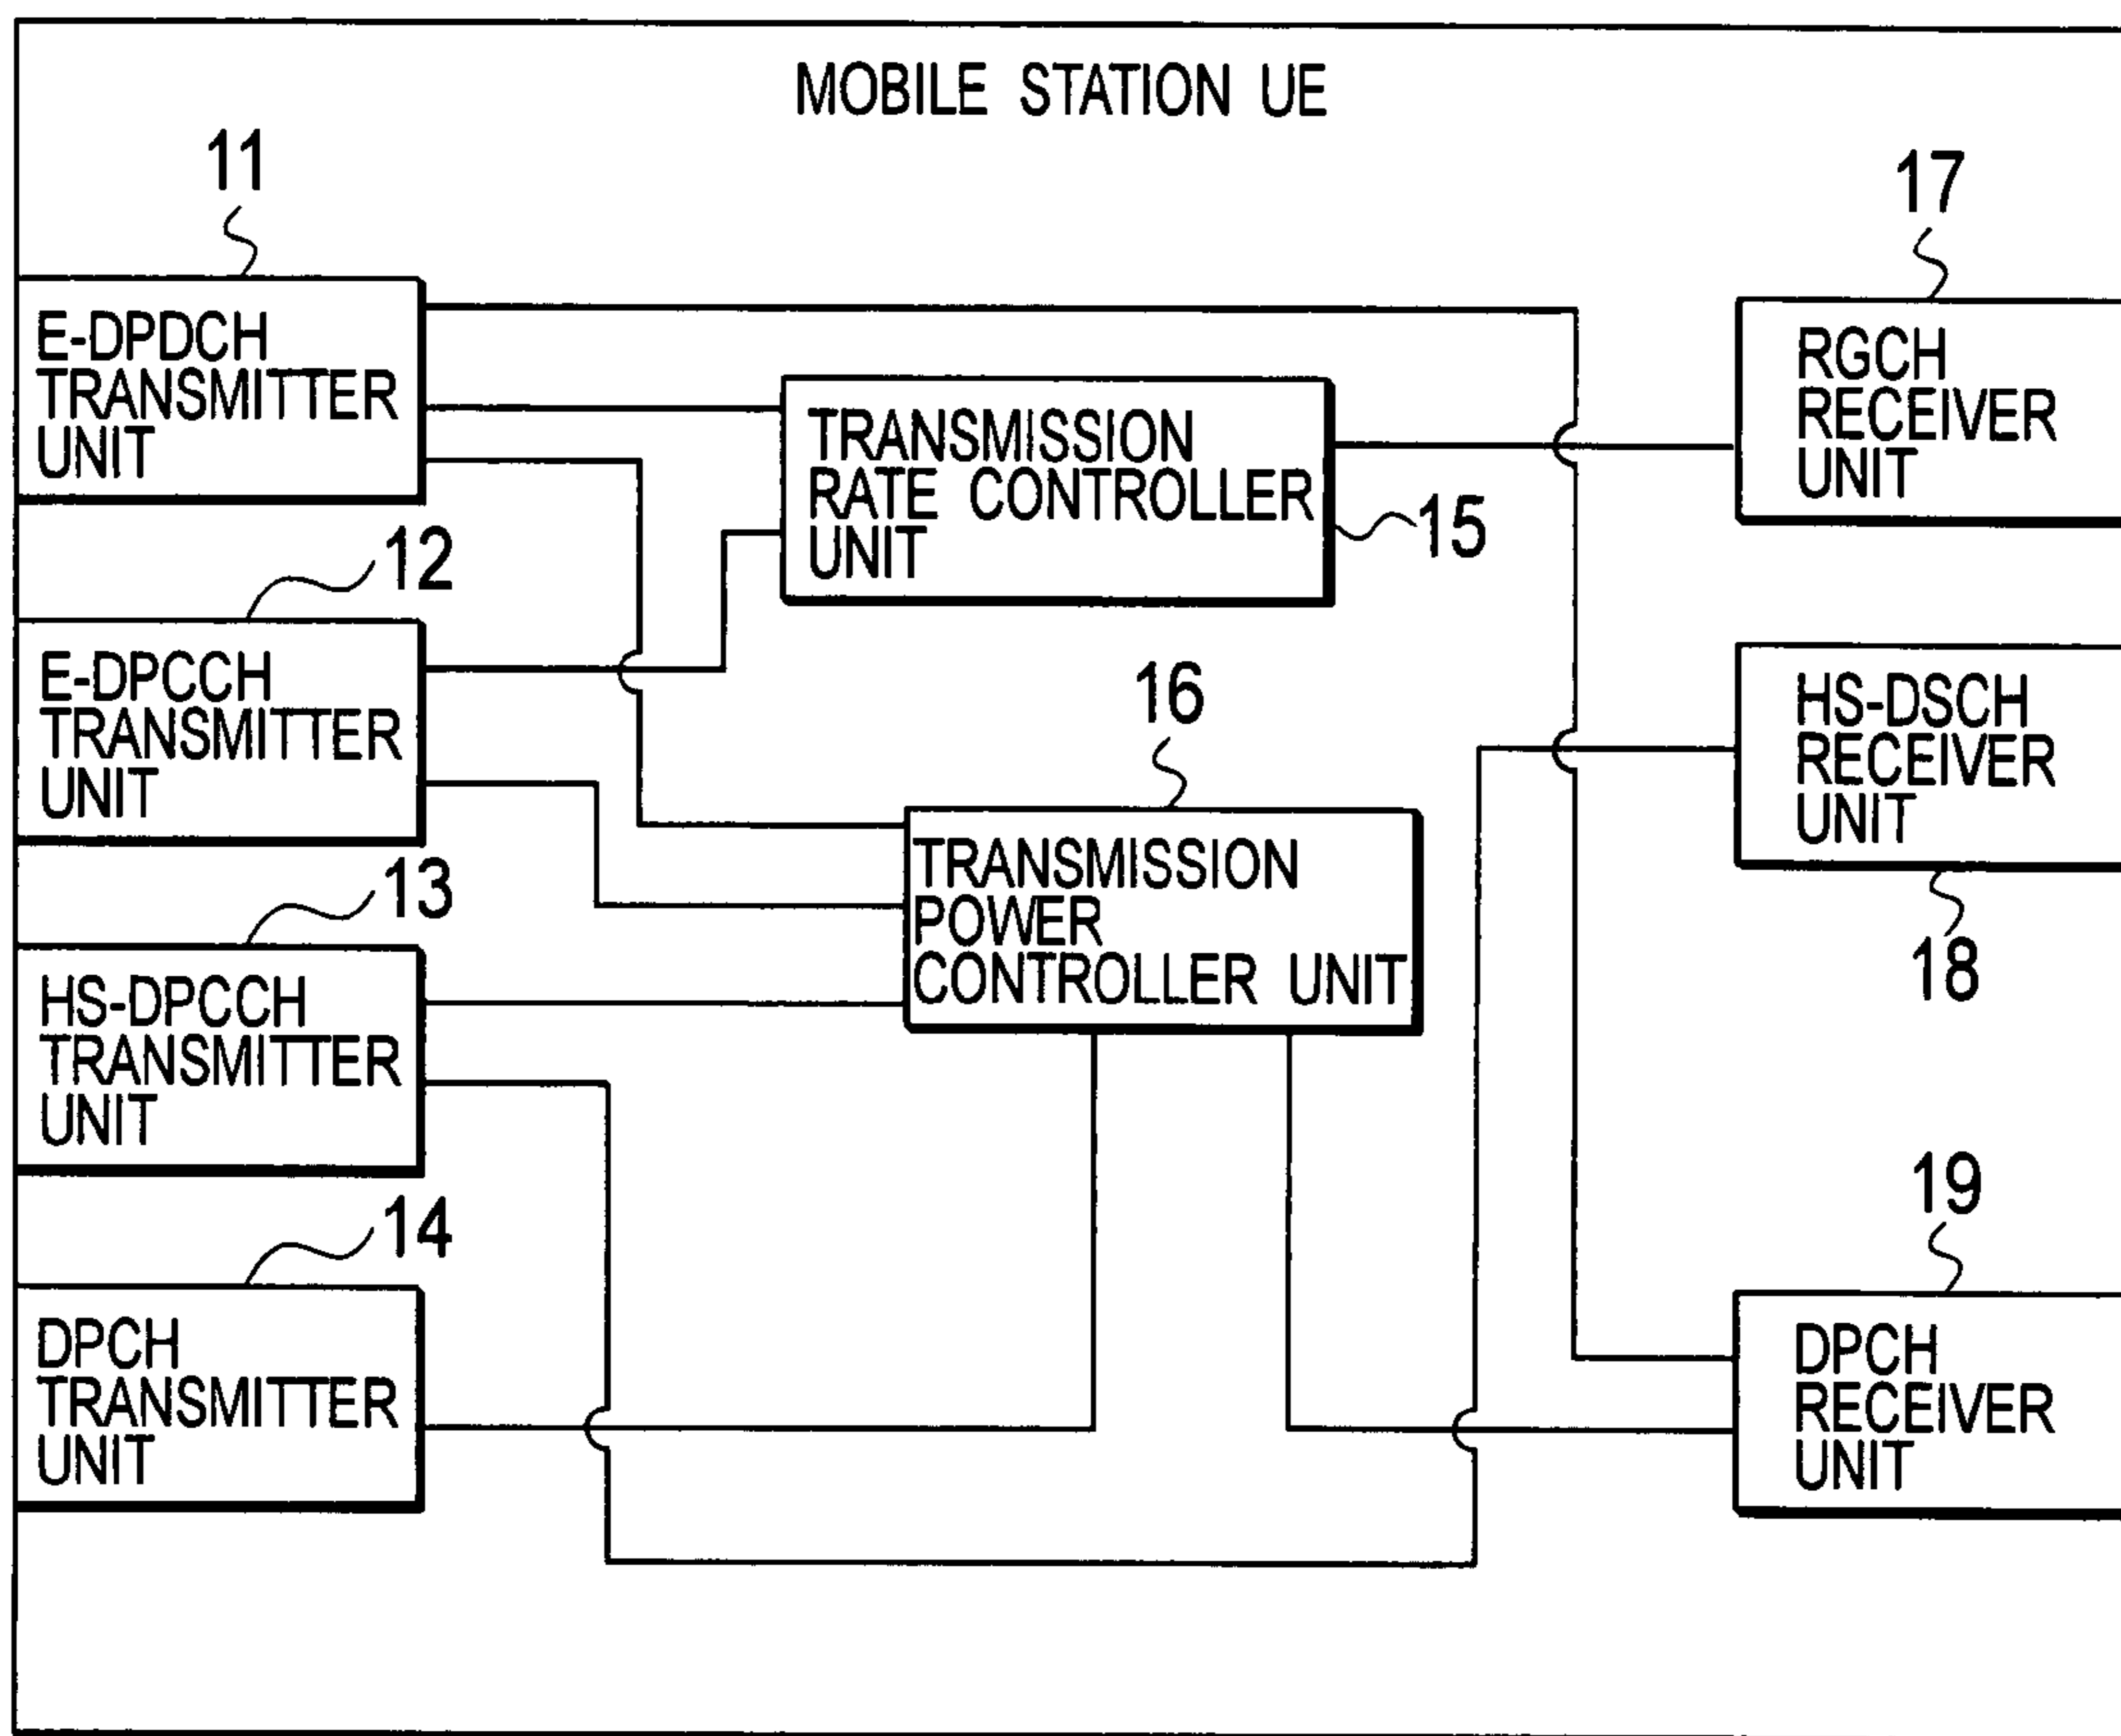 MOBILE STATION UE
11
E-DPDCH
TRANSMITTER
UNIT
12
E-DPCCH
TRANSMITTER
UNIT
13
HS-DPCCH
TRANSMITTER
UNIT
14
DPCH
TRANSMITTER
UNIT
TRANSMISSION
RATE CONTROLLER
UNIT
15
16
TRANSMISSION
POWER
CONTROLLER UNIT
17
RGCH
RECEIVER
UNIT
HS-DSCH
RECEIVER
UNIT
18
19
DPCH
RECEIVER
UNIT